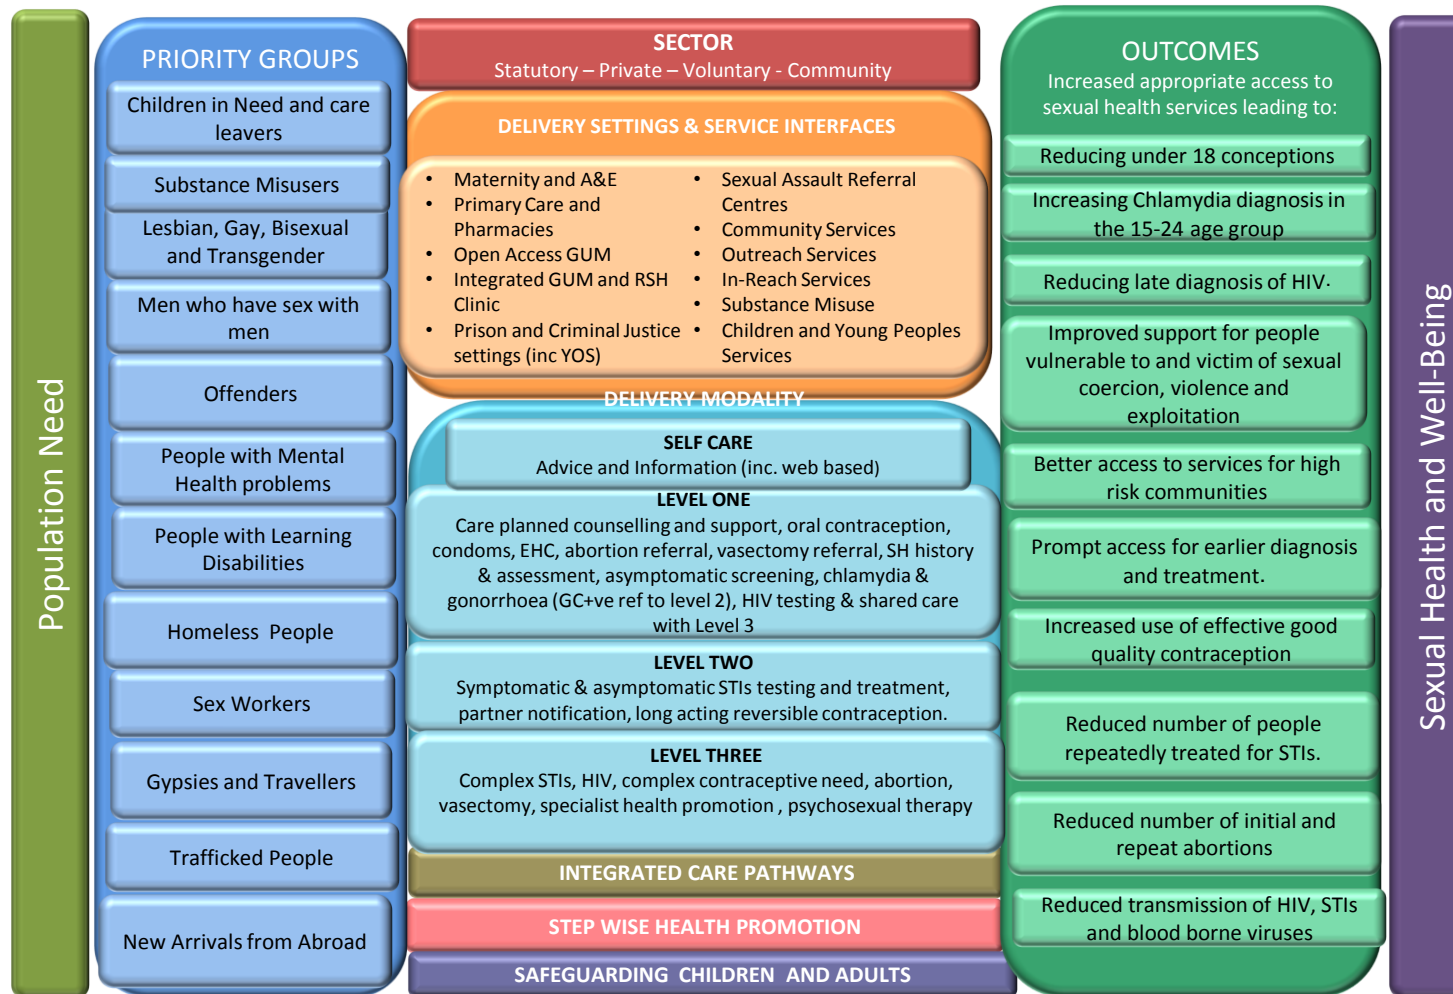 Population Need
PRIORITY GROUPS
Children in Need and care
leavers
Substance Misusers
Lesbian, Gay, Bisexual
and Transgender
Men who have sex with
men
Offenders
People with Mental
Health problems
People with Learning
Disabilities
Homeless People
Sex Workers
Gypsies and Travellers
Trafficked People
New Arrivals from Abroad
SECTOR
Statutory – Private – Voluntary - Community
DELIVERY SETTINGS & SERVICE INTERFACES
• Maternity and A&E
• Primary Care and
Pharmacies
• Open Access GUM
• Integrated GUM and RSH
Clinic
• Prison and Criminal Justice
settings (inc YOS)
• Sexual Assault Referral
Centres
• Community Services
• Outreach Services
• In-Reach Services
• Substance Misuse
• Children and Young Peoples
Services
DELIVERY MODALITY
SELF CARE
Advice and Information (inc. web based)
LEVEL ONE
Care planned counselling and support, oral contraception,
condoms, EHC, abortion referral, vasectomy referral, SH history
& assessment, asymptomatic screening, chlamydia &
gonorrhoea (GC+ve ref to level 2), HIV testing & shared care
with Level 3
LEVEL TWO
Symptomatic & asymptomatic STIs testing and treatment,
partner notification, long acting reversible contraception.
LEVEL THREE
Complex STIs, HIV, complex contraceptive need, abortion,
vasectomy, specialist health promotion , psychosexual therapy
INTEGRATED CARE PATHWAYS
STEP WISE HEALTH PROMOTION
SAFEGUARDING CHILDREN AND ADULTS
OUTCOMES
Increased appropriate access to
sexual health services leading to:
Reducing under 18 conceptions
Increasing Chlamydia diagnosis in
the 15-24 age group
Reducing late diagnosis of HIV.
Improved support for people
vulnerable to and victim of sexual
coercion, violence and
exploitation
Better access to services for high
risk communities
Prompt access for earlier diagnosis
and treatment.
Increased use of effective good
quality contraception
Reduced number of people
repeatedly treated for STIs.
Reduced number of initial and
repeat abortions
Reduced transmission of HIV, STIs
and blood borne viruses
Sexual Health and Well-Being